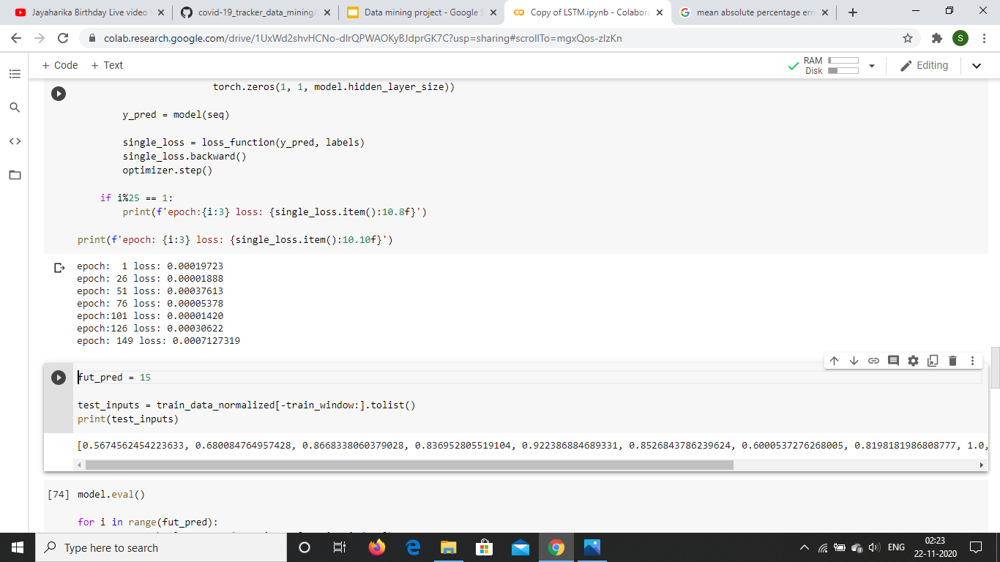 Jayaharika Birthday Live video
covid-19_tracker_data_mining/
Data mining project - Google S
Copy of LSTM.ipynb - Colabora
mean absolute percentage erro
colab.research.google.com/drive/1UxWd2shvHCNo-dIrQPWAOKyBJdprGK7C?usp=sharing#scrollTo=mgxQos-zlzKn
S
+ Code + Text
RAM
Disk
Editing
torch.zeros(1, 1, model.hidden_layer_size))
y_pred = model(seq)
single_loss = loss_function(y_pred, labels)
single_loss.backward()
optimizer.step()
if i%25 == 1:
print(f'epoch:{i:3} loss: {single_loss.item():10.8f}')
print(f'epoch: {i:3} loss: {single_loss.item():10.10f}')
epoch:  1 loss: 0.00019723
epoch: 26 loss: 0.00001888
epoch: 51 loss: 0.00037613
epoch: 76 loss: 0.00005378
epoch:101 loss: 0.00001420
epoch:126 loss: 0.00030622
epoch: 149 loss: 0.0007127319
fut_pred = 15
test_inputs = train_data_normalized[-train_window:].tolist()
print(test_inputs)
[0.5674562454223633, 0.680084764957428, 0.8668338060379028, 0.836952805519104, 0.922386884689331, 0.8526843786239624, 0.6000537276268005, 0.8198181986808777, 1.0,
[74] model.eval()
for i in range(fut_pred):
Type here to search
ENG
02:23
22-11-2020